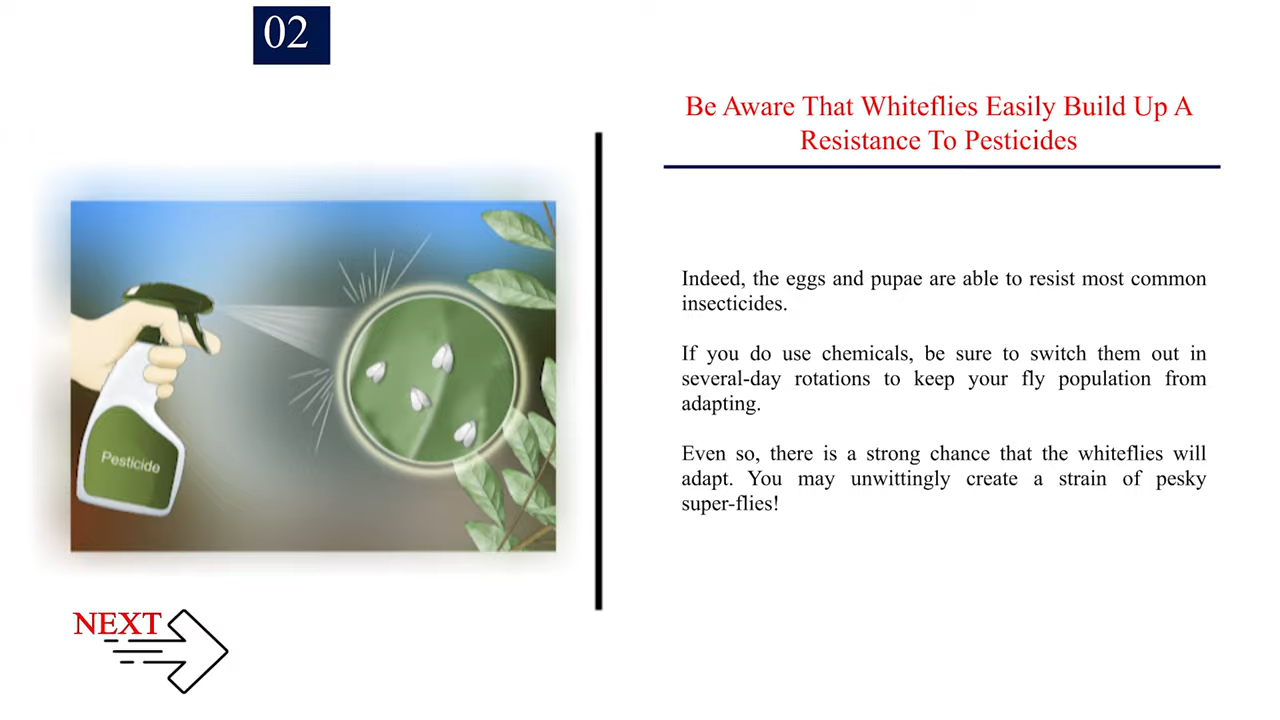 02
Be Aware That Whiteflies Easily Build Up A
Resistance To Pesticides
Indeed, the eggs and pupae are able to resist most common
insecticides.
If you do use chemicals, be sure to switch them out in
several-day rotations to keep your fly population from
adapting.
Even so, there is a strong chance that the whiteflies will
adapt. You may unwittingly create a strain of pesky
super-flies!
Pesticide
NEXT